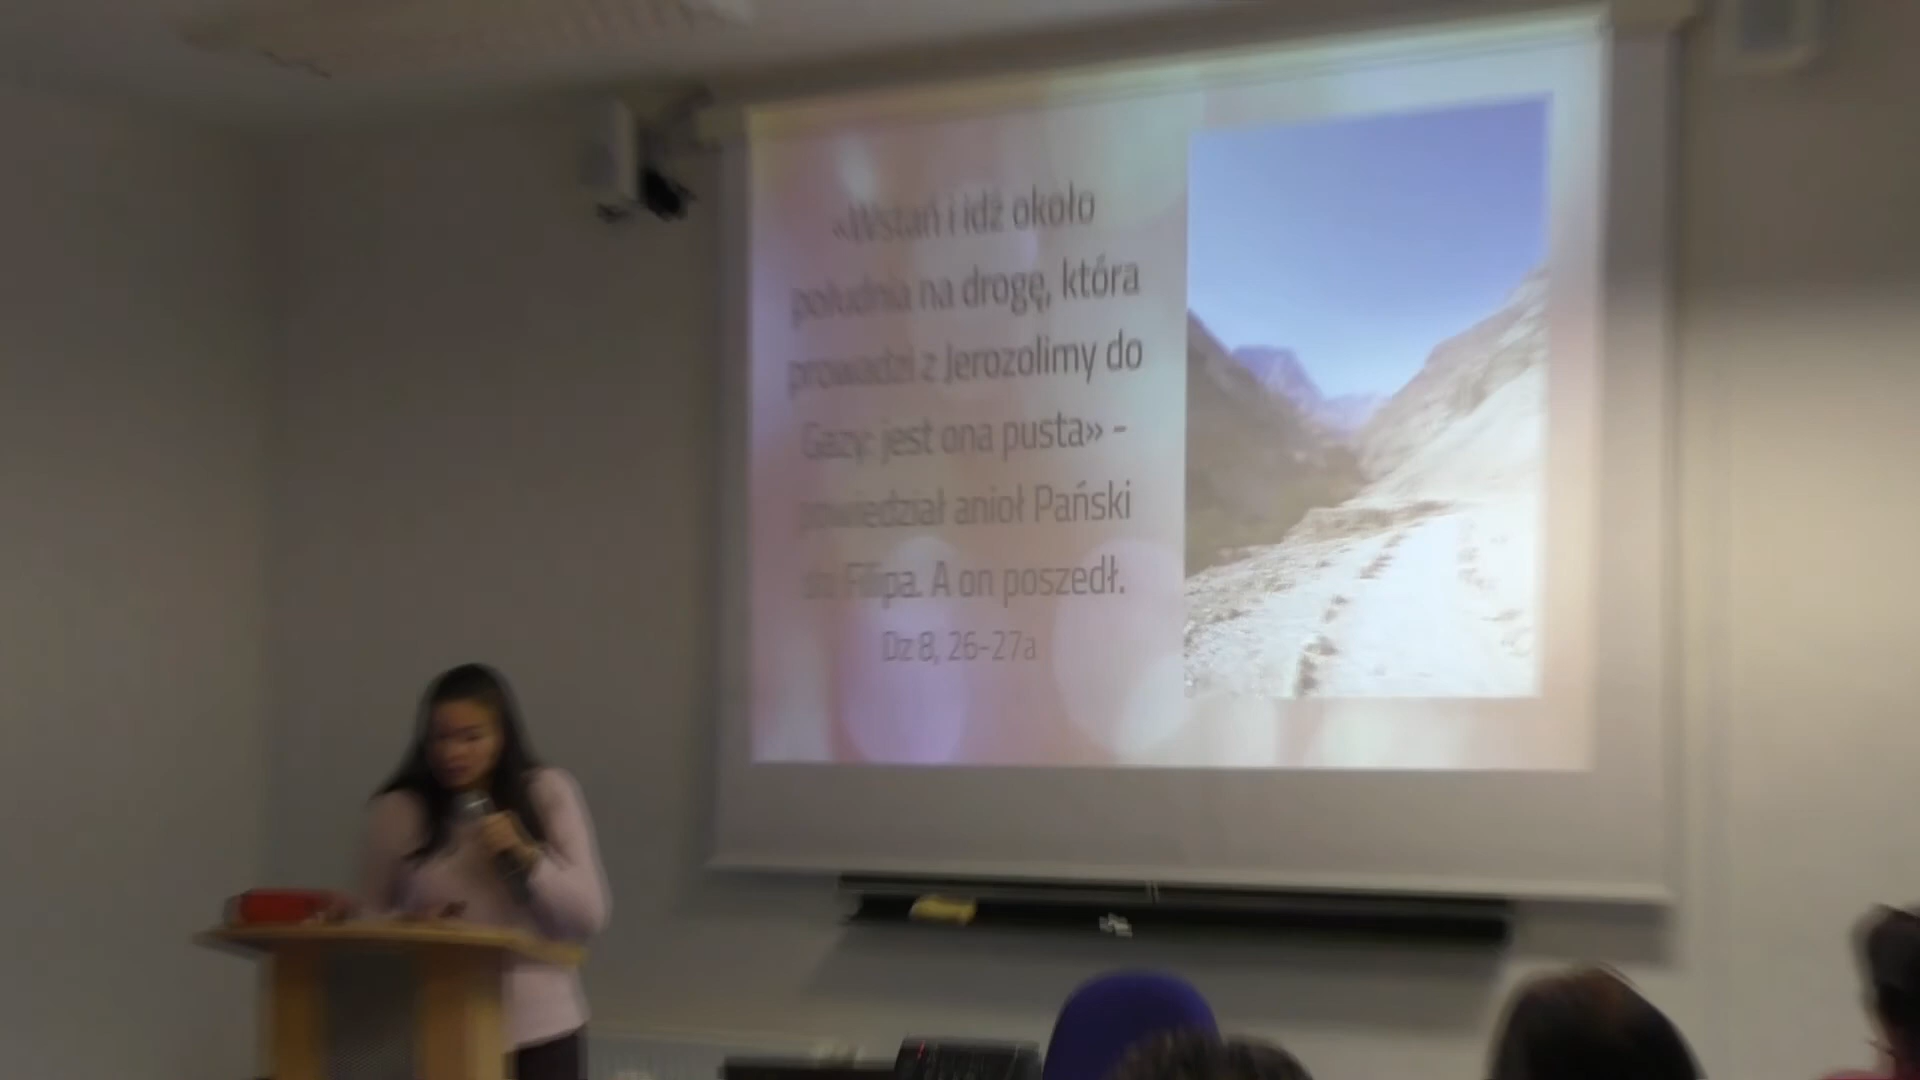 «Wstań i idź około
południa na drogę, która
prowadzi z Jerozolimy do
Gazy: jest ona pusta» -
powiedział anioł Pański
do Filipa. A on poszedł.
Dz 8, 26-27a